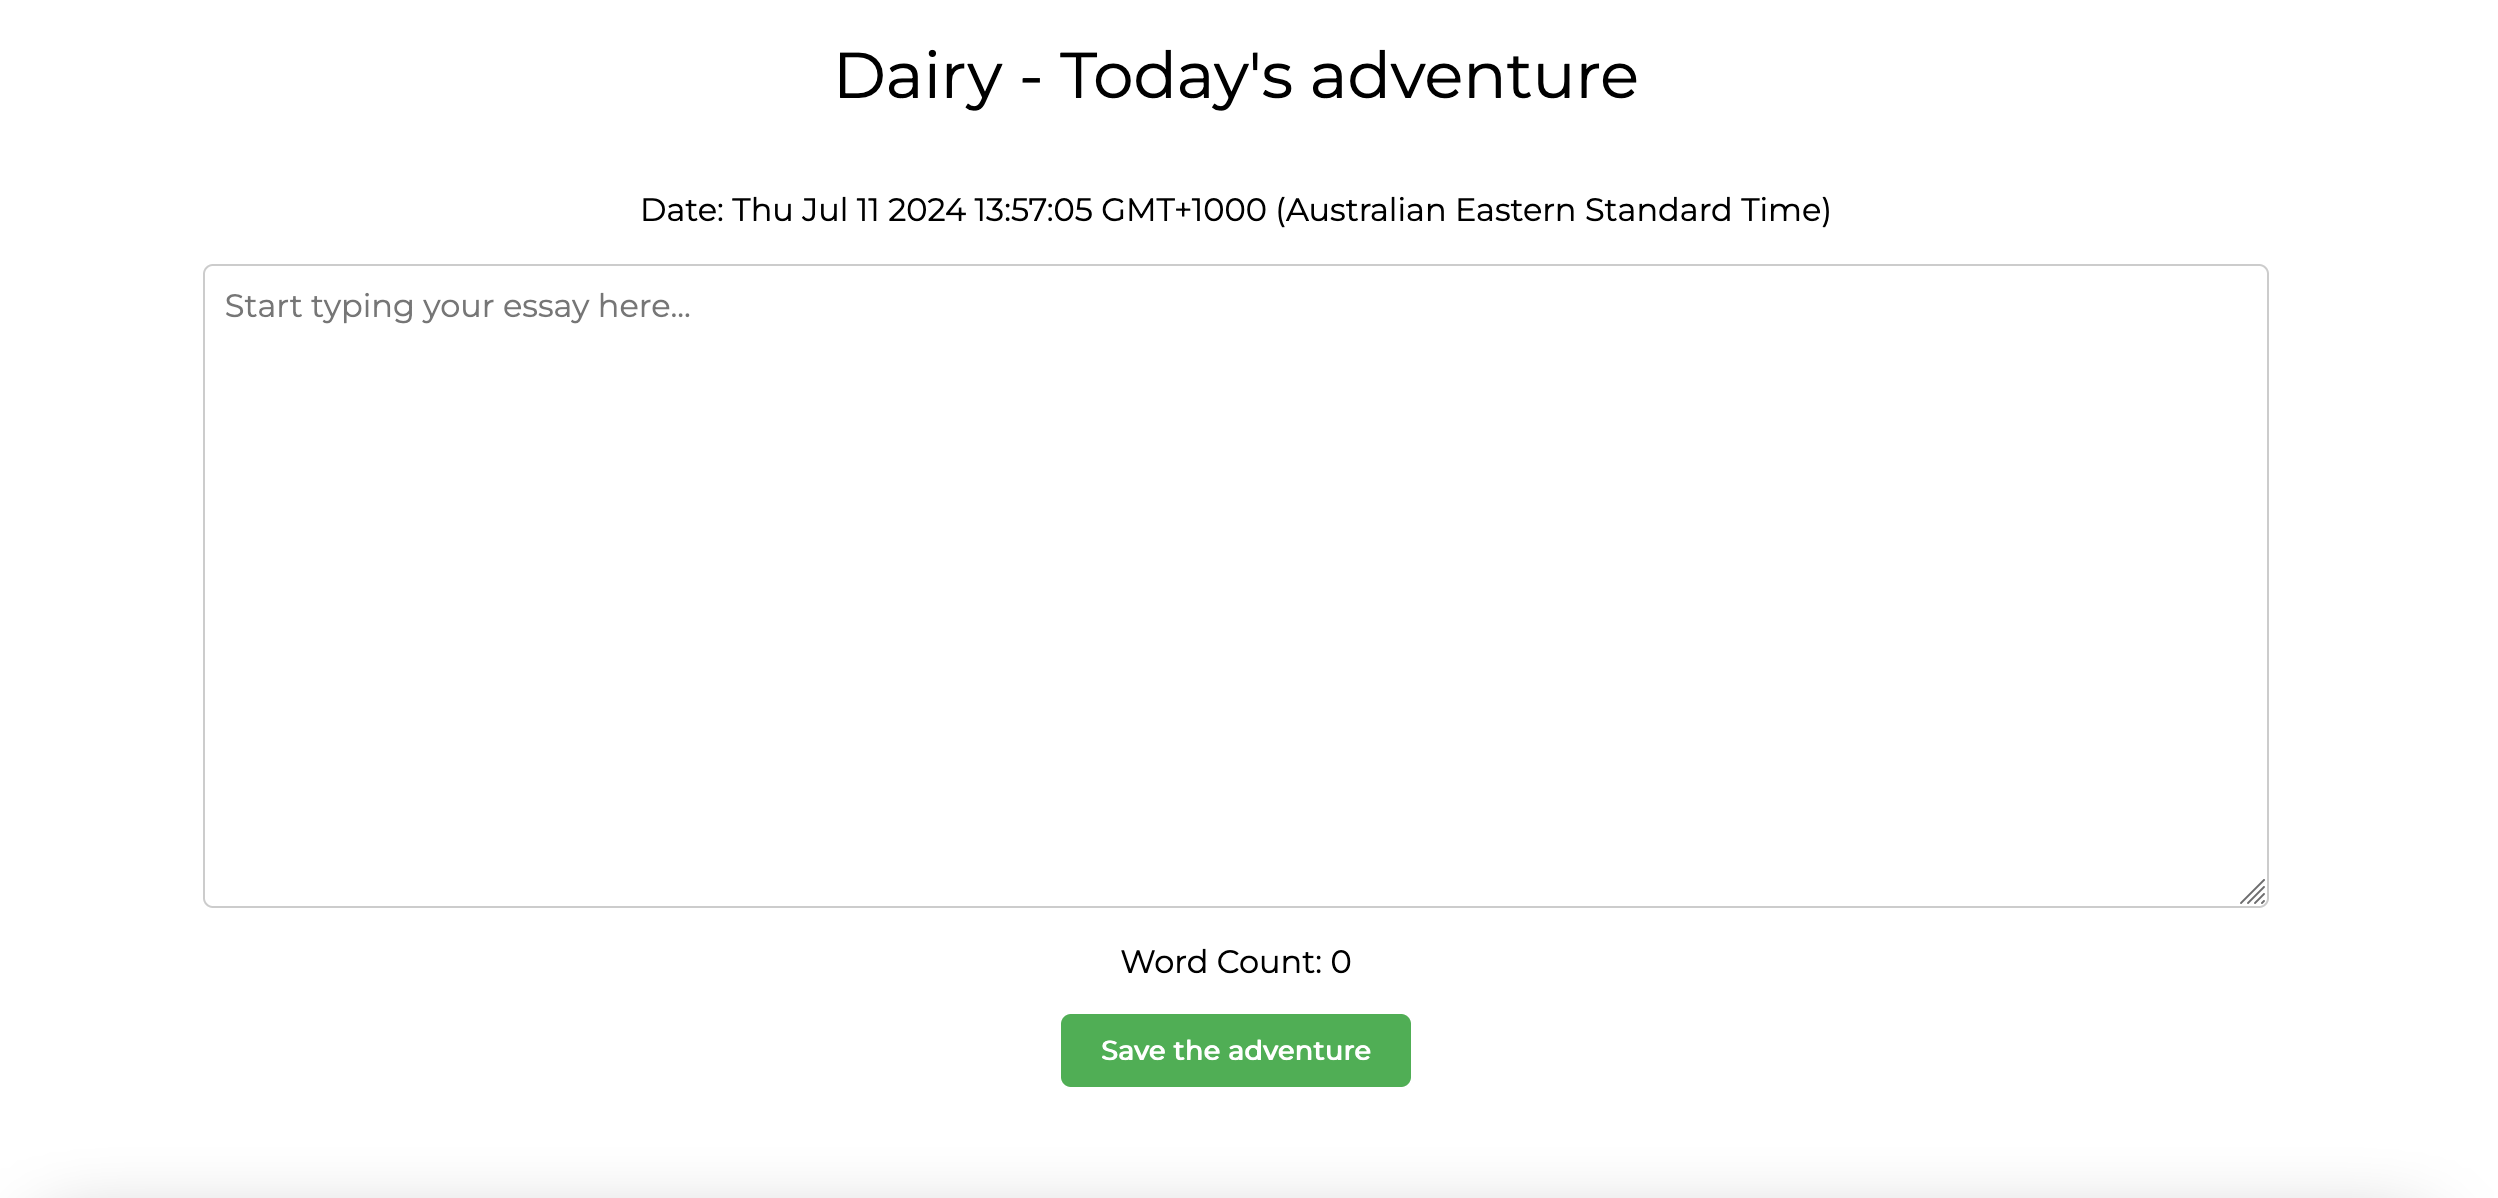 Dairy - Today's adventure
Date: Thu Jul 11 2024 13:57:05 GMT+1000 (Australian Eastern Standard Time)
Start typing your essay here...
Word Count: 0
Save the adventure